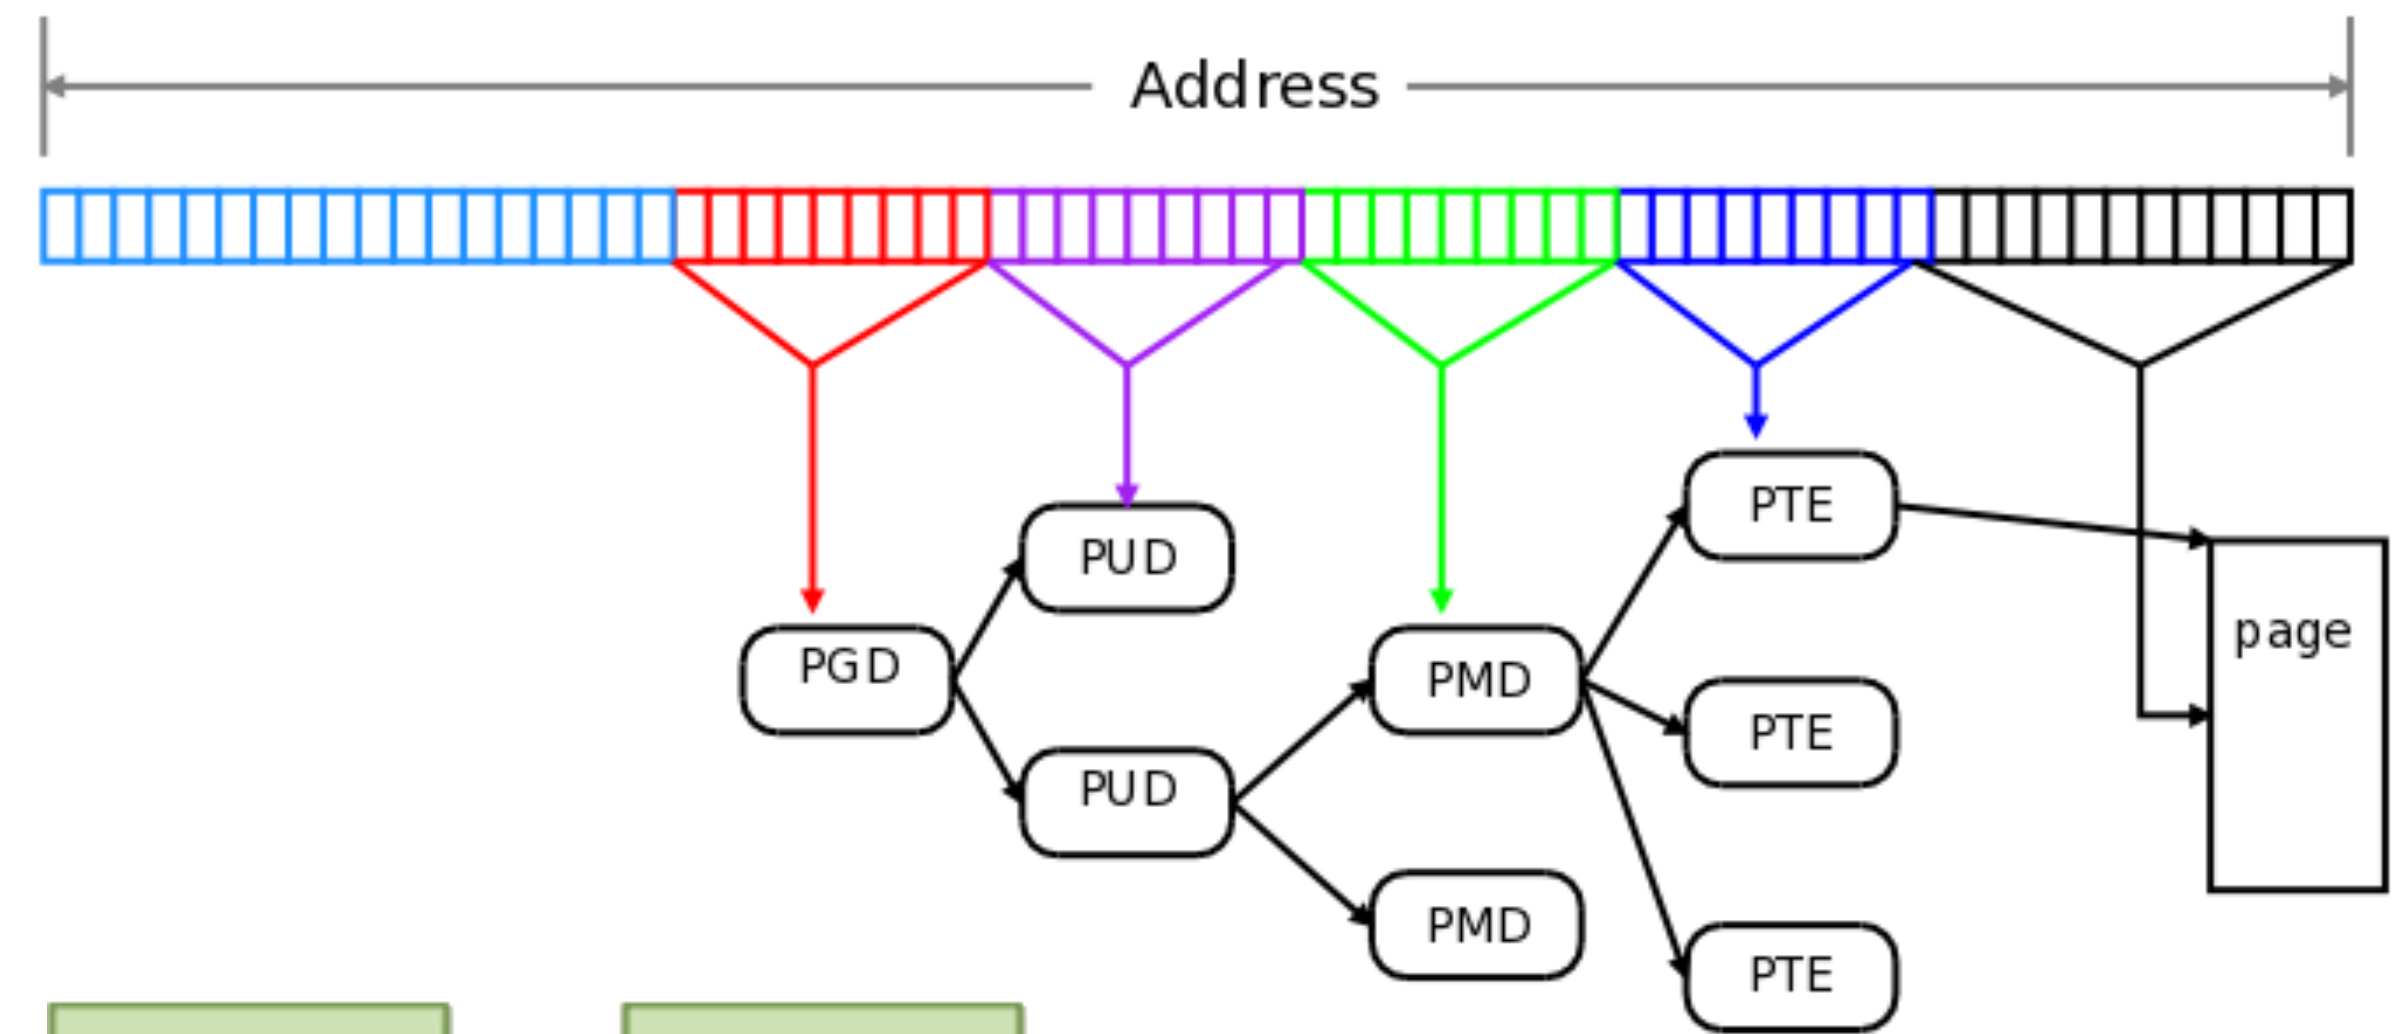 Address
PTE
PUD
page
PGD
PMD
PTE
PUD
PMD
PTE